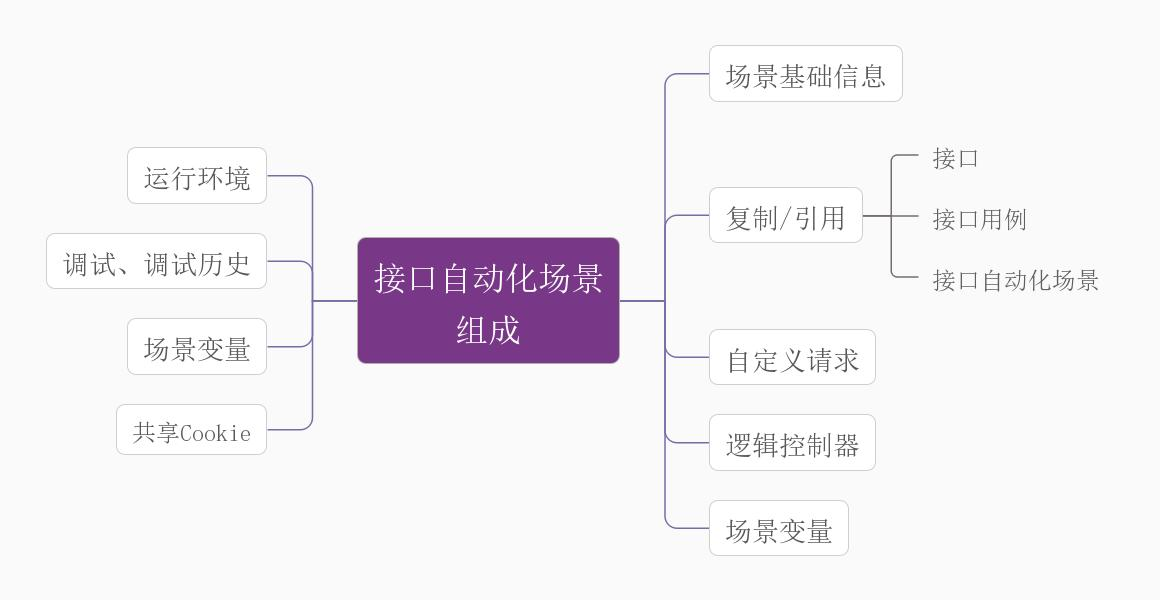 接口自动化场景
组成
场景基础信息
复制/引用
接口
接口用例
接口自动化场景
自定义请求
逻辑控制器
场景变量
运行环境
调试、调试历史
场景变量
共享Cookie